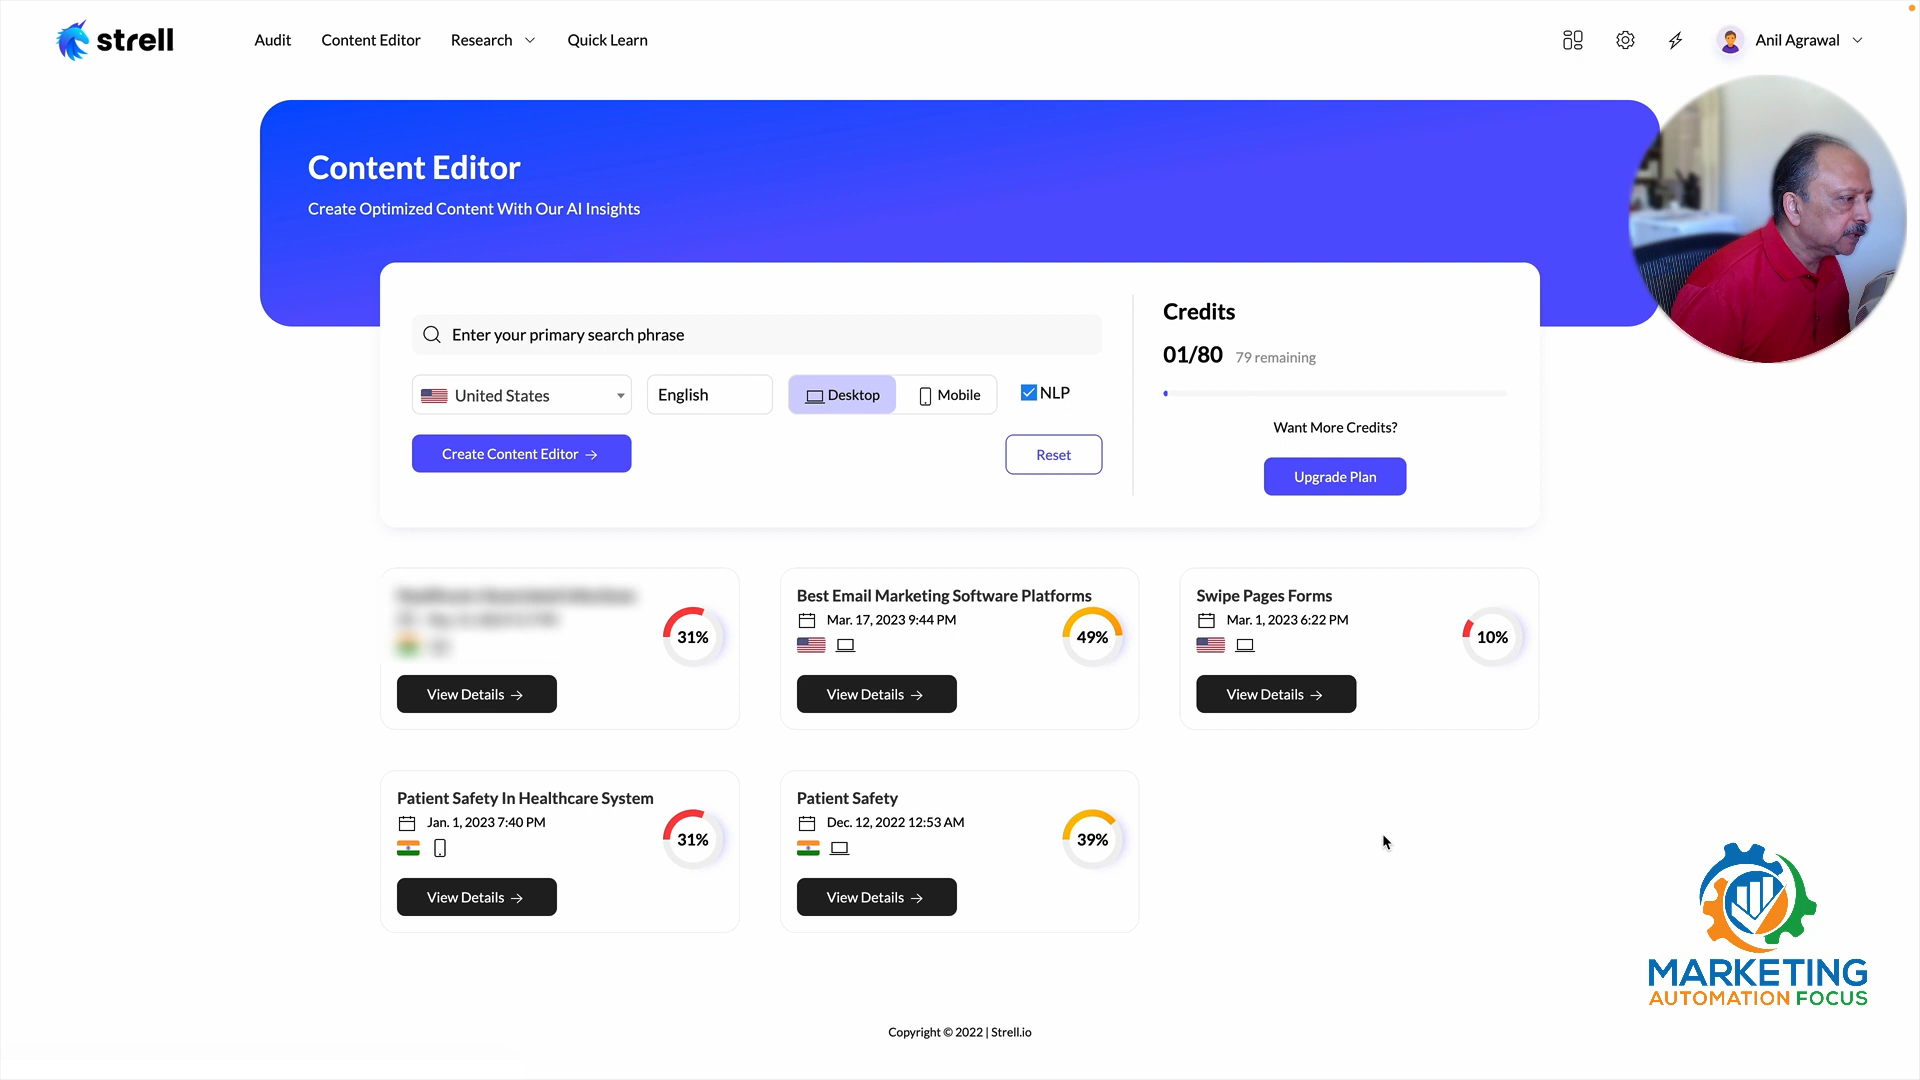 strell
Audit
Content Editor
Research
Quick Learn
Anil Agrawal
Content Editor
Create Optimized Content With Our AI Insights
Enter your primary search phrase
United States
English
Desktop
Mobile
NLP
Create Content Editor →
Reset
Credits
01/80 79 remaining
Want More Credits?
Upgrade Plan
31%
View Details →
Best Email Marketing Software Platforms
Mar. 17, 2023 9:44 PM
49%
View Details →
Swipe Pages Forms
Mar. 1, 2023 6:22 PM
10%
View Details →
Patient Safety In Healthcare System
Jan. 1, 2023 7:40 PM
31%
View Details →
Patient Safety
Dec. 12, 2022 12:53 AM
39%
View Details →
MARKETING
AUTOMATION FOCUS
Copyright © 2022 | Strell.io